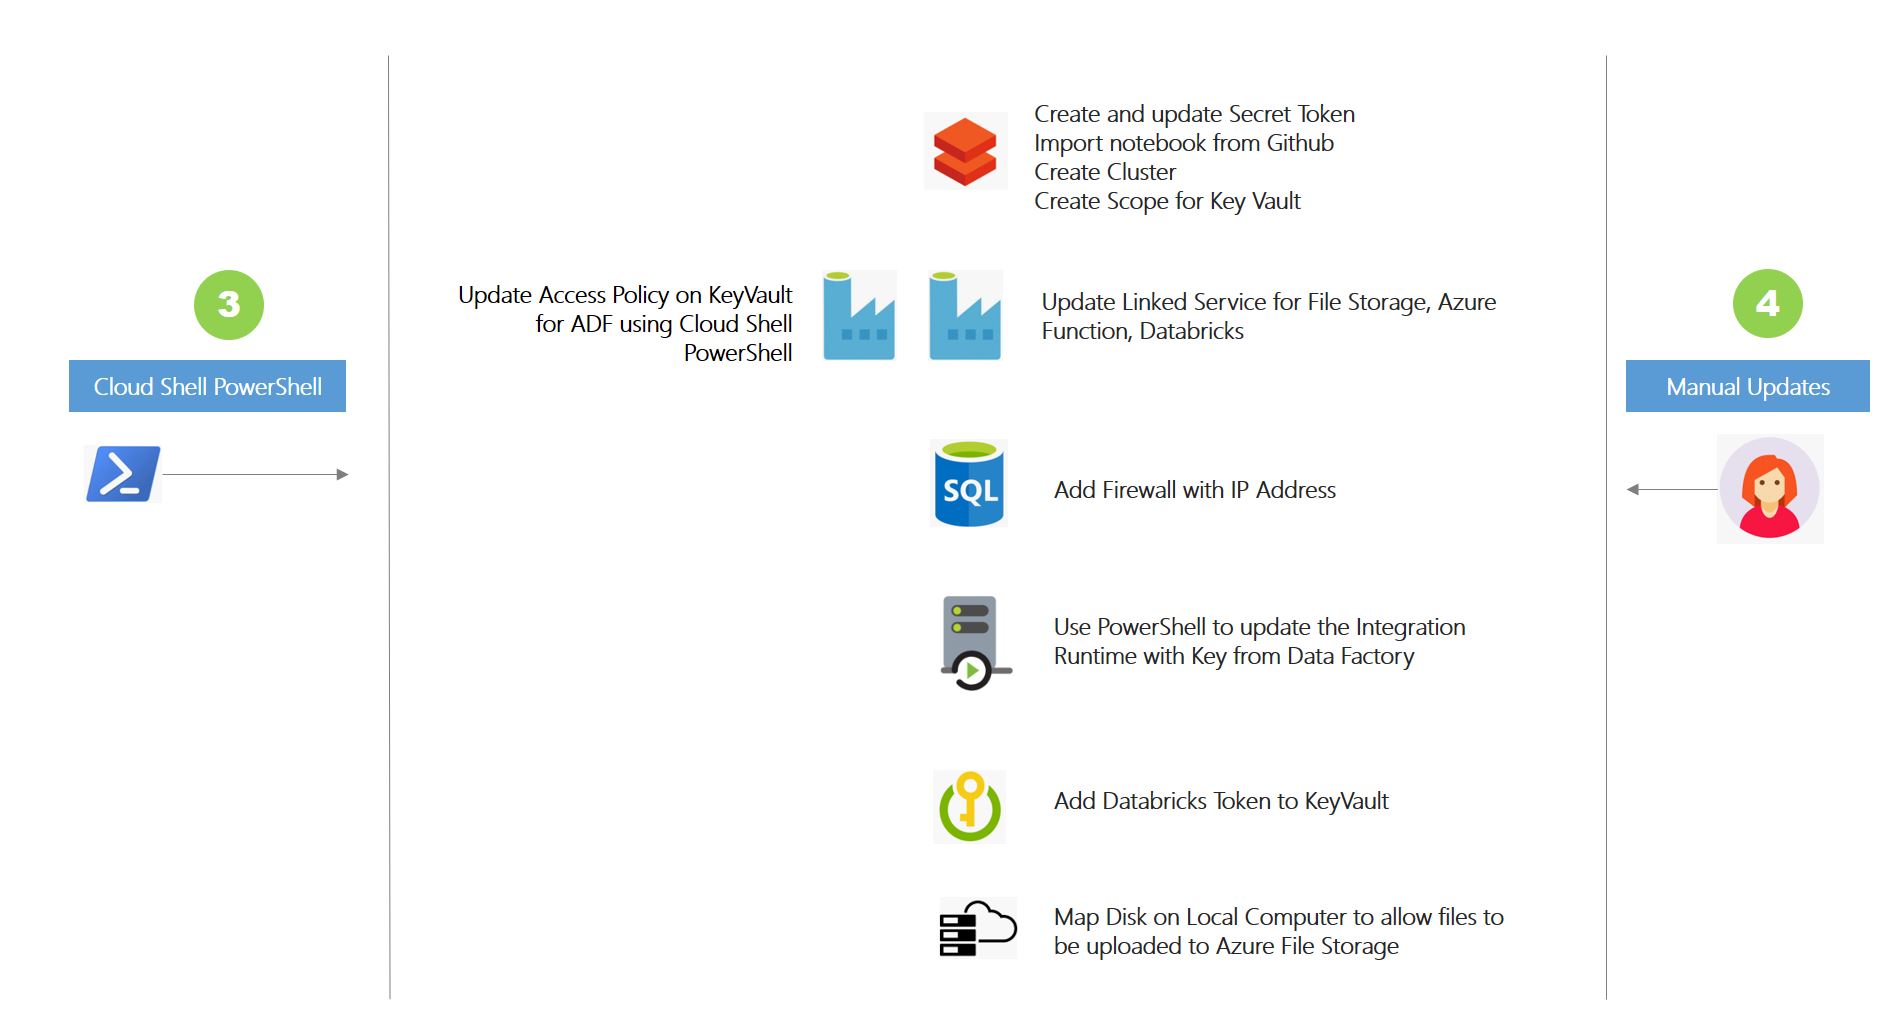 3
Cloud Shell PowerShell
Update Access Policy on KeyVault
for ADF using Cloud Shell
PowerShell
Create and update Secret Token
Import notebook from Github
Create Cluster
Create Scope for Key Vault
Update Linked Service for File Storage, Azure
Function, Databricks
SQL
Add Firewall with IP Address
Use PowerShell to update the Integration
Runtime with Key from Data Factory
Add Databricks Token to KeyVault
Map Disk on Local Computer to allow files to
be uploaded to Azure File Storage
4
Manual Updates